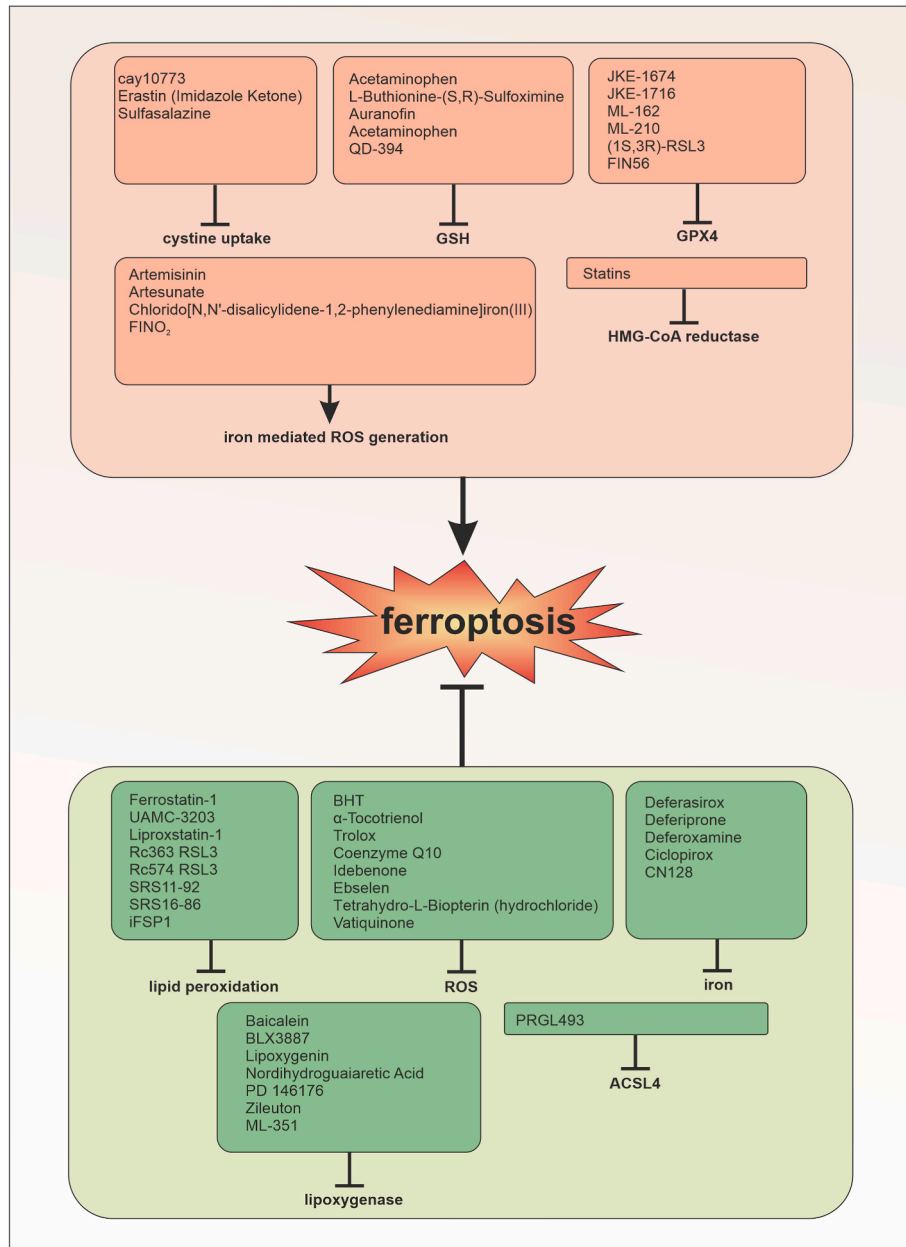 cay10773
Erastin (Imidazole Ketone)
Sulfasalazine
cystine uptake
Acetaminophen
L-Buthionine-(S,R)-Sulfoximine
Auranofin
Acetaminophen
QD-394
GSH
JKE-1674
JKE-1716
ML-162
ML-210
(1S,3R)-RSL3
FIN56
GPX4
Artemisinin
Artesunate
Chlorido[N,N'-disalicylidene-1,2-phenylenediamine]iron(III)
FINO₂
iron mediated ROS generation
Statins
HMG-CoA reductase
ferroptosis
Ferrostatin-1
UAMC-3203
Liproxstatin-1
Rc363 RSL3
Rc574 RSL3
SRS11-92
SRS16-86
iFSP1
lipid peroxidation
BHT
α-Tocotrienol
Trolox
Coenzyme Q10
Idebenone
Ebselen
Tetrahydro-L-Biopterin (hydrochloride)
Vatiquinone
ROS
Deferasirox
Deferiprone
Deferoxamine
Ciclopirox
CN128
iron
Baicalein
BLX3887
Lipoxygenin
Nordihydroguaiaretic Acid
PD 146176
Zileuton
ML-351
lipoxygenase
PRGL493
ACSL4